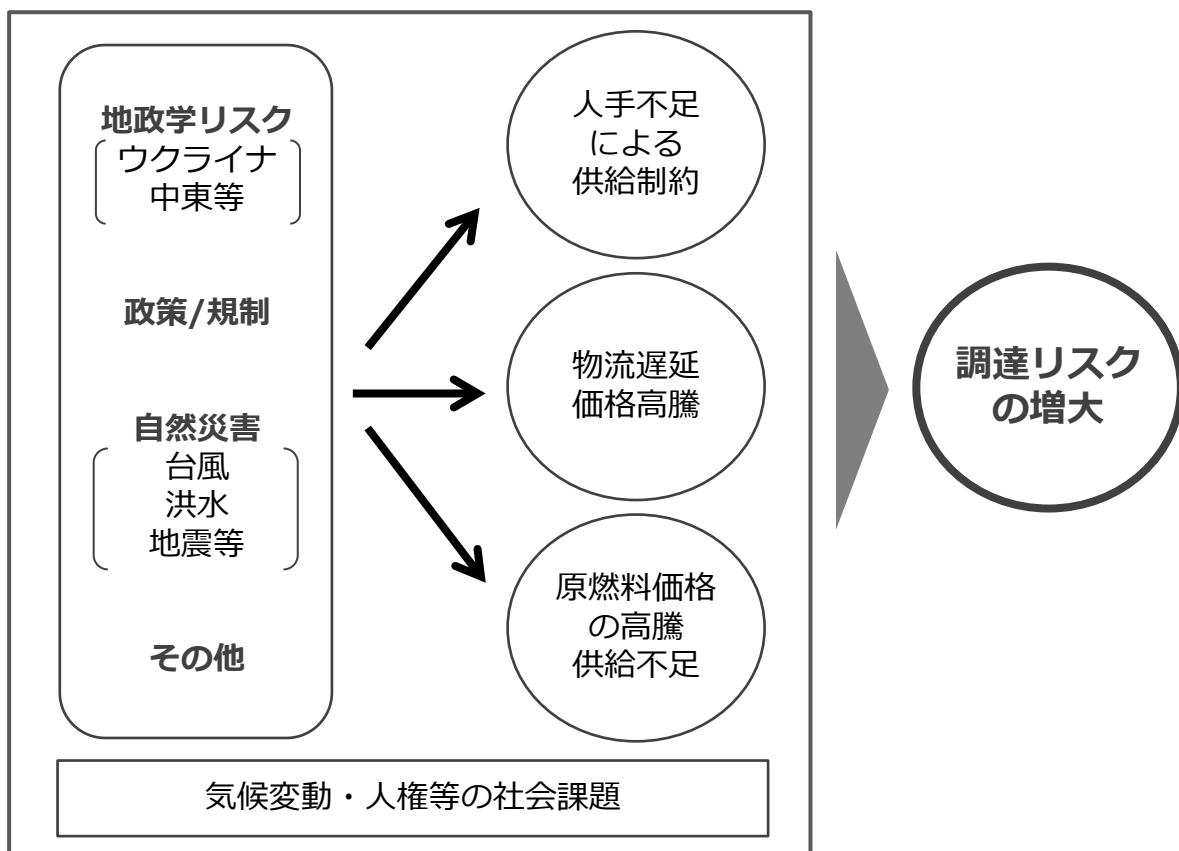 地政学リスク
ウクライナ
中東等
政策/規制
自然災害
台風
洪水
地震等
その他
人手不足
による
供給制約
物流遅延
価格高騰
原燃料価格
の高騰
供給不足
気候変動・人権等の社会課題
調達リスク
の増大